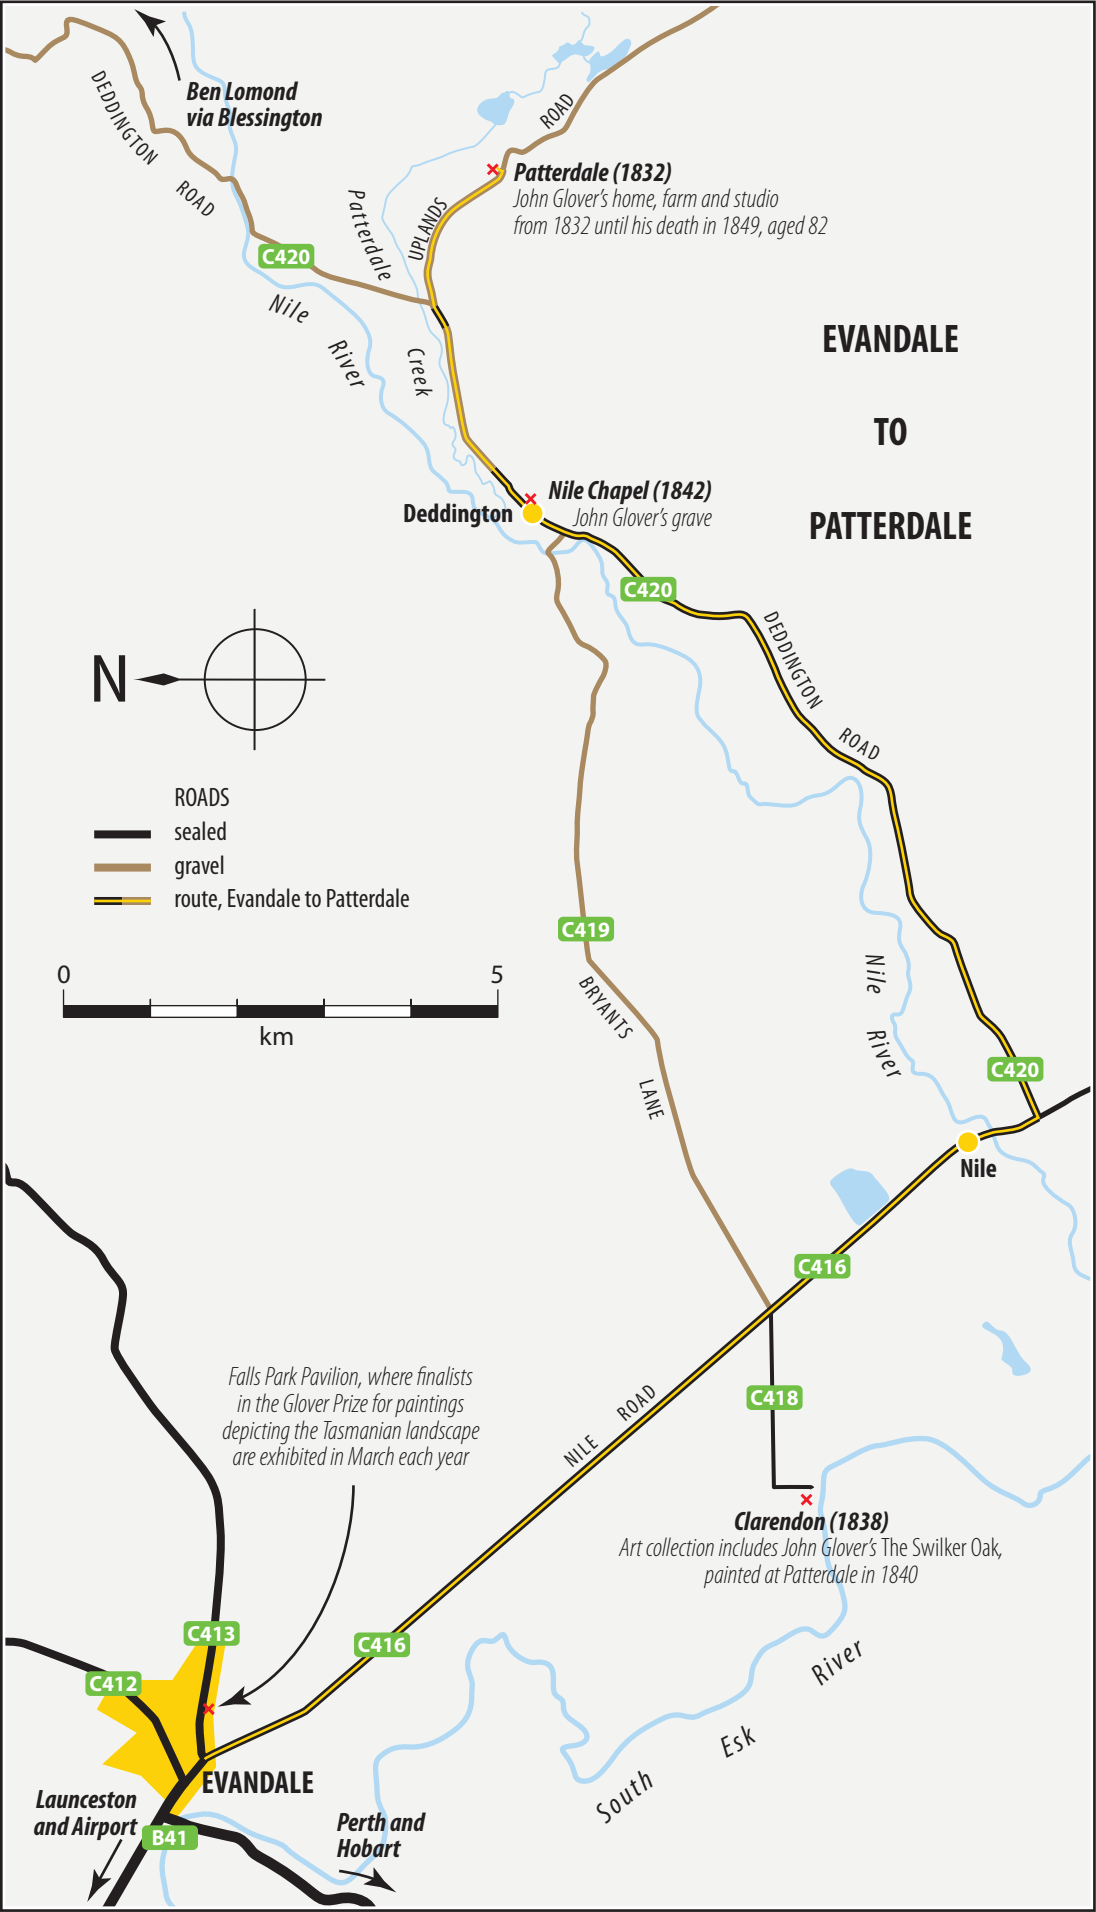 Ben Lomond
via Blessington
DEDDINGTON
ROAD
ROAD
Patterdale (1832)
John Glover's home, farm and studio
from 1832 until his death in 1849, aged 82
UPLANDS
Patterdale
C420
Nile
River
Creek
EVANDALE
TO
PATTERDALE
Nile Chapel (1842)
John Glover's grave
Deddington
C420
DEDDINGTON
ROAD
N
ROADS
sealed
gravel
route, Evandale to Patterdale
0 5
km
C419
BRYANTS
LANE
Nile
River
C420
Nile
C416
Falls Park Pavilion, where finalists
in the Glover Prize for paintings
depicting the Tasmanian landscape
are exhibited in March each year
NILE ROAD
C418
Clarendon (1838)
Art collection includes John Glover's The Swilker Oak,
painted at Patterdale in 1840
C413
C416
C412
South Esk River
EVANDALE
Launceston
and Airport
B41
Perth and
Hobart